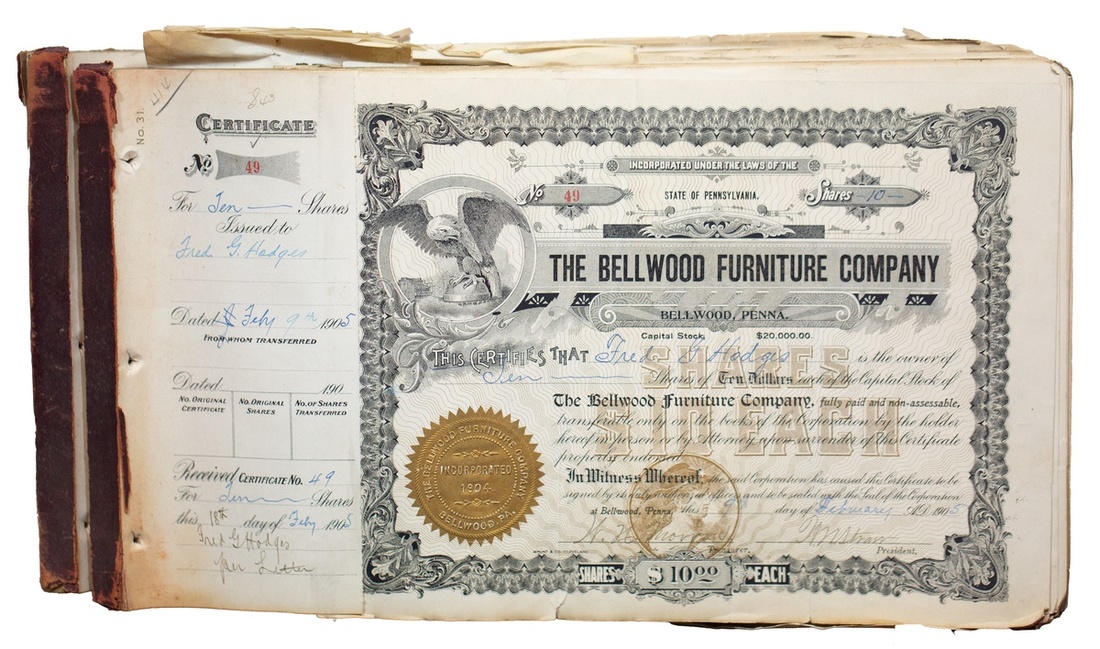 No. 31.
414
840
CERTIFICATE
No 49
For Ten Shares
Issued to
Fred G. Hodges
Dated Feby 9th 1905
FROM WHOM TRANSFERRED
Dated 190
NO. ORIGINAL CERTIFICATE
NO. ORIGINAL SHARES
NO. OF SHARES TRANSFERRED
Received CERTIFICATE NO. 49
For Ten Shares
this 18th day of Feby 1905
Fred G Hodges
per Letter
INCORPORATED UNDER THE LAWS OF THE
No 49
STATE OF PENNSYLVANIA.
Shares 10
THE BELLWOOD FURNITURE COMPANY
BELLWOOD, PENNA.
Capital Stock, $20,000.00.
THIS CERTIFIES THAT Fred G Hodges is the owner of
Ten Shares of Ten Dollars each of the Capital Stock of
The Bellwood Furniture Company, fully paid and non-assessable,
transferable only on the books of the Corporation by the holder
hereof in person or by Attorney upon surrender of this Certificate
properly endorsed.
SHARES
$10 EACH
In Witness Whereof, the said Corporation has caused this Certificate to be
signed by its duly authorized officers and to be sealed with the Seal of the Corporation
at Bellwood, Penna, this 9 day of February A.D. 1905
Treasurer.
President.
THE BELLWOOD FURNITURE COMPANY
INCORPORATED
1904
BELLWOOD, PA.
SHARES $10.00 EACH